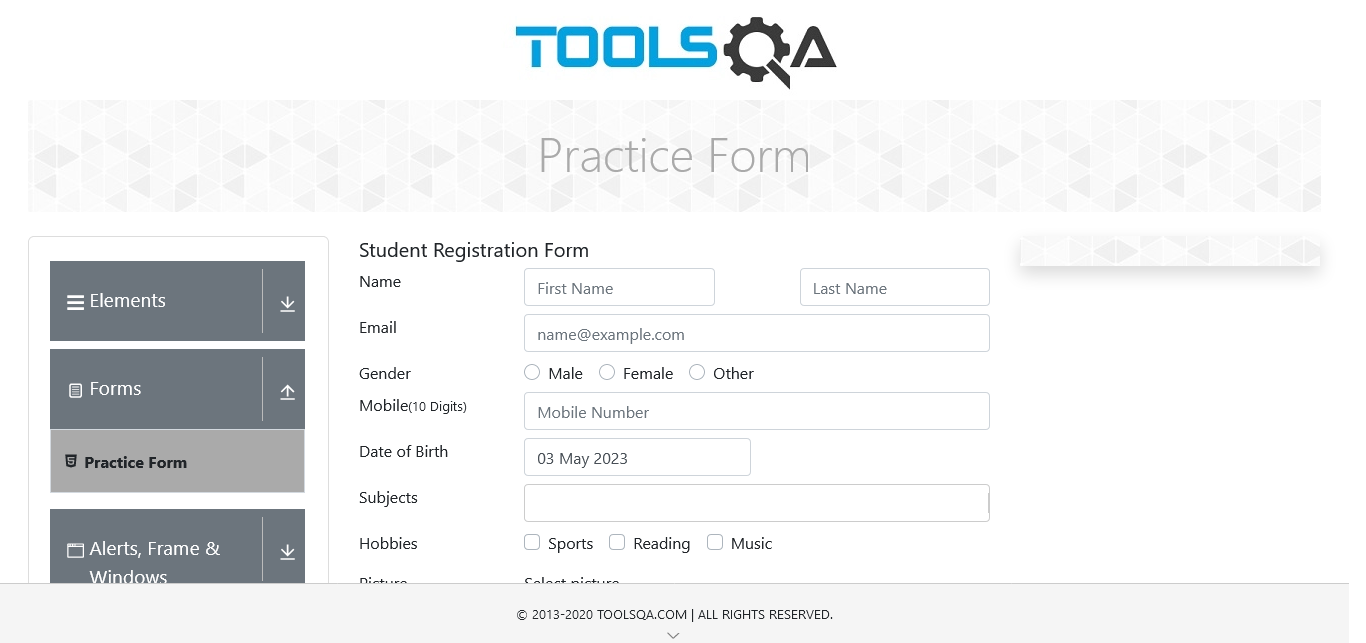 TOOLSQA
Practice Form
Elements
Forms
Practice Form
Alerts, Frame &
Windows
Student Registration Form
Name First Name Last Name
Email name@example.com
Gender Male Female Other
Mobile(10 Digits) Mobile Number
Date of Birth 03 May 2023
Subjects
Hobbies Sports Reading Music
Picture Select picture
© 2013-2020 TOOLSQA.COM | ALL RIGHTS RESERVED.